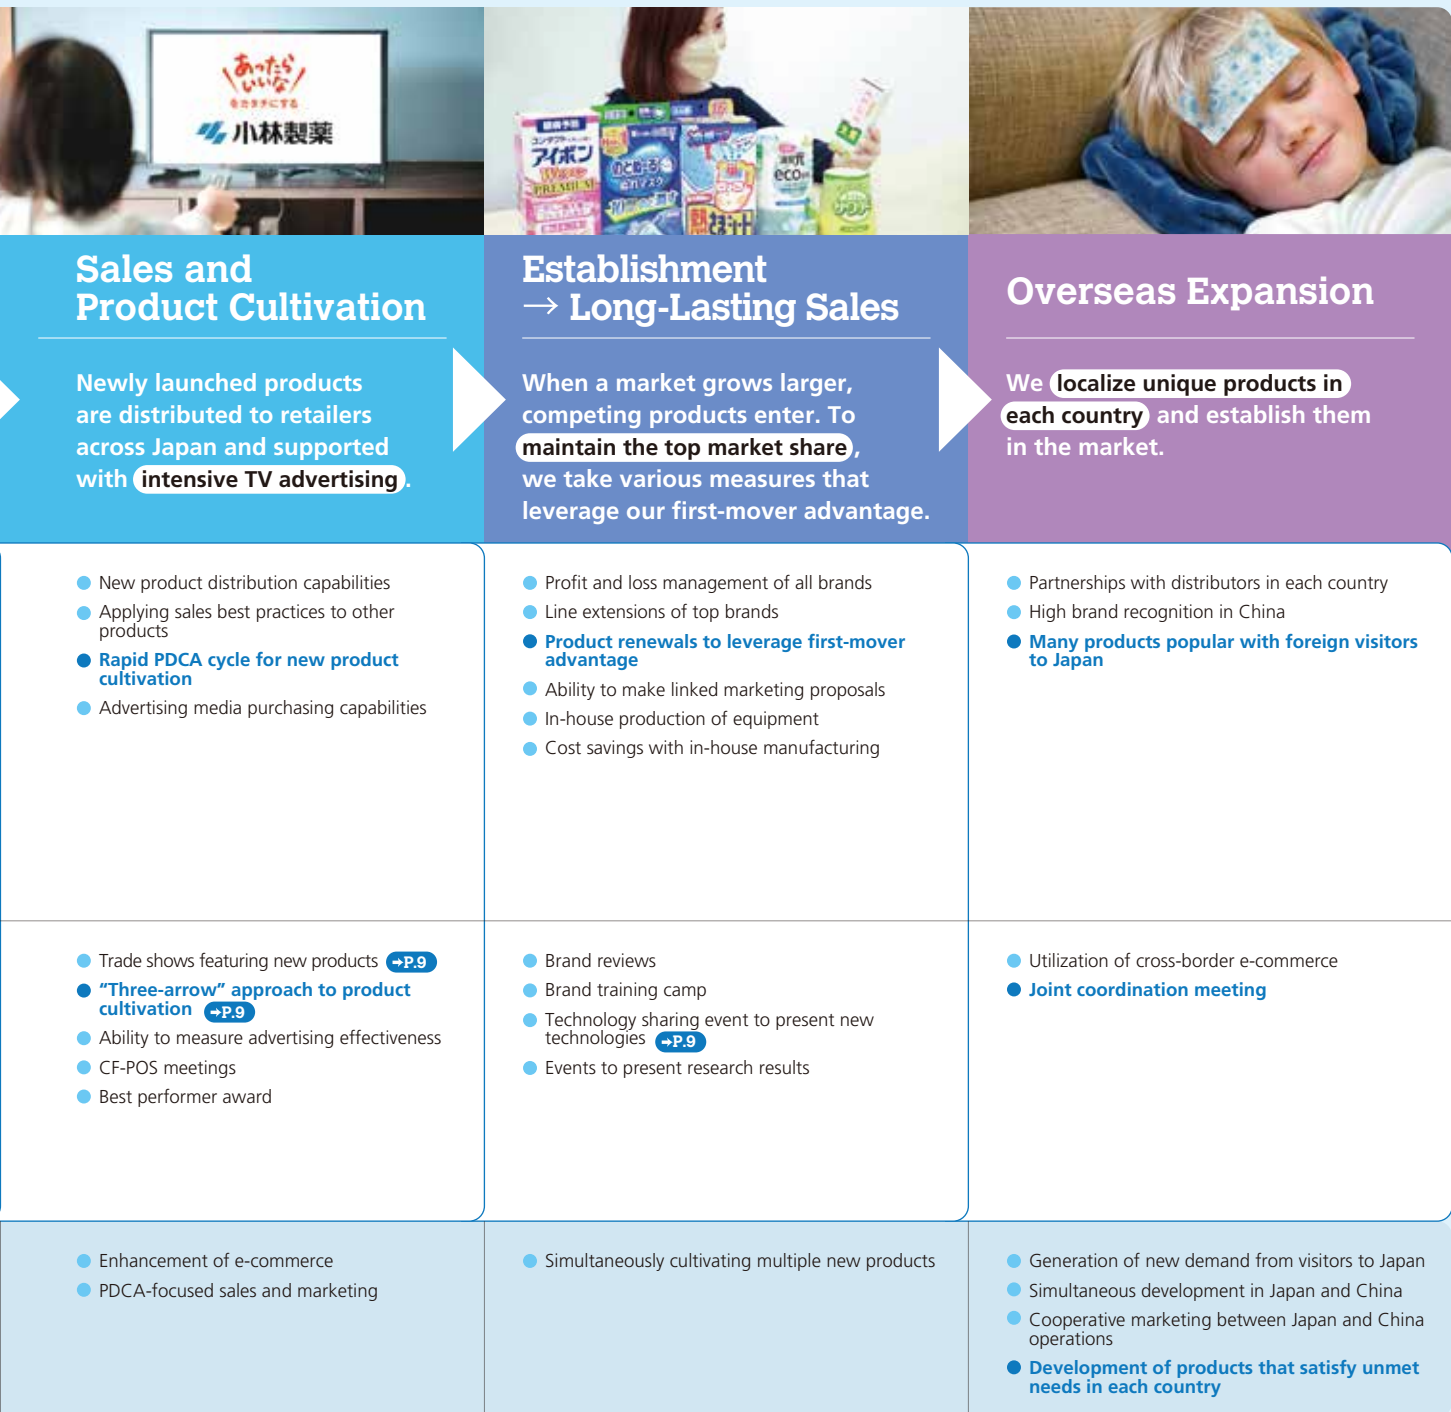 あったら
いいな
をカタチにする
小林製薬
アイボン
PREMIUM
のどぬ~る
eco
Sales and
Product Cultivation
Newly launched products
are distributed to retailers
across Japan and supported
with intensive TV advertising.
New product distribution capabilities
Applying sales best practices to other
products
Rapid PDCA cycle for new product
cultivation
Advertising media purchasing capabilities
Trade shows featuring new products →P.9
“Three-arrow” approach to product
cultivation →P.9
Ability to measure advertising effectiveness
CF-POS meetings
Best performer award
Enhancement of e-commerce
PDCA-focused sales and marketing
Establishment
→ Long-Lasting Sales
When a market grows larger,
competing products enter. To
maintain the top market share,
we take various measures that
leverage our first-mover advantage.
Profit and loss management of all brands
Line extensions of top brands
Product renewals to leverage first-mover
advantage
Ability to make linked marketing proposals
In-house production of equipment
Cost savings with in-house manufacturing
Brand reviews
Brand training camp
Technology sharing event to present new
technologies →P.9
Events to present research results
Simultaneously cultivating multiple new products
Overseas Expansion
We localize unique products in
each country and establish them
in the market.
Partnerships with distributors in each country
High brand recognition in China
Many products popular with foreign visitors
to Japan
Utilization of cross-border e-commerce
Joint coordination meeting
Generation of new demand from visitors to Japan
Simultaneous development in Japan and China
Cooperative marketing between Japan and China
operations
Development of products that satisfy unmet
needs in each country